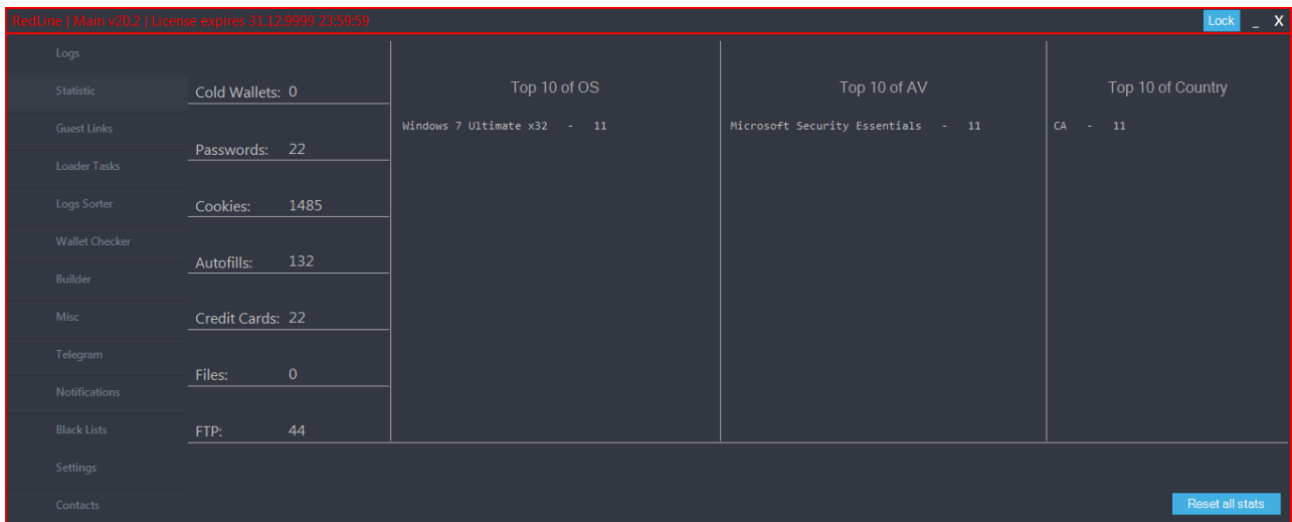 RedLine | Main v20.2 | License expires 31.12.9999 23:59:59
Lock _ X
Logs
Statistic
Guest Links
Loader Tasks
Logs Sorter
Wallet Checker
Builder
Misc
Telegram
Notifications
Black Lists
Settings
Contacts
Cold Wallets: 0
Passwords: 22
Cookies: 1485
Autofills: 132
Credit Cards: 22
Files: 0
FTP: 44
Top 10 of OS
Windows 7 Ultimate x32 - 11
Top 10 of AV
Microsoft Security Essentials - 11
Top 10 of Country
CA - 11
Reset all stats